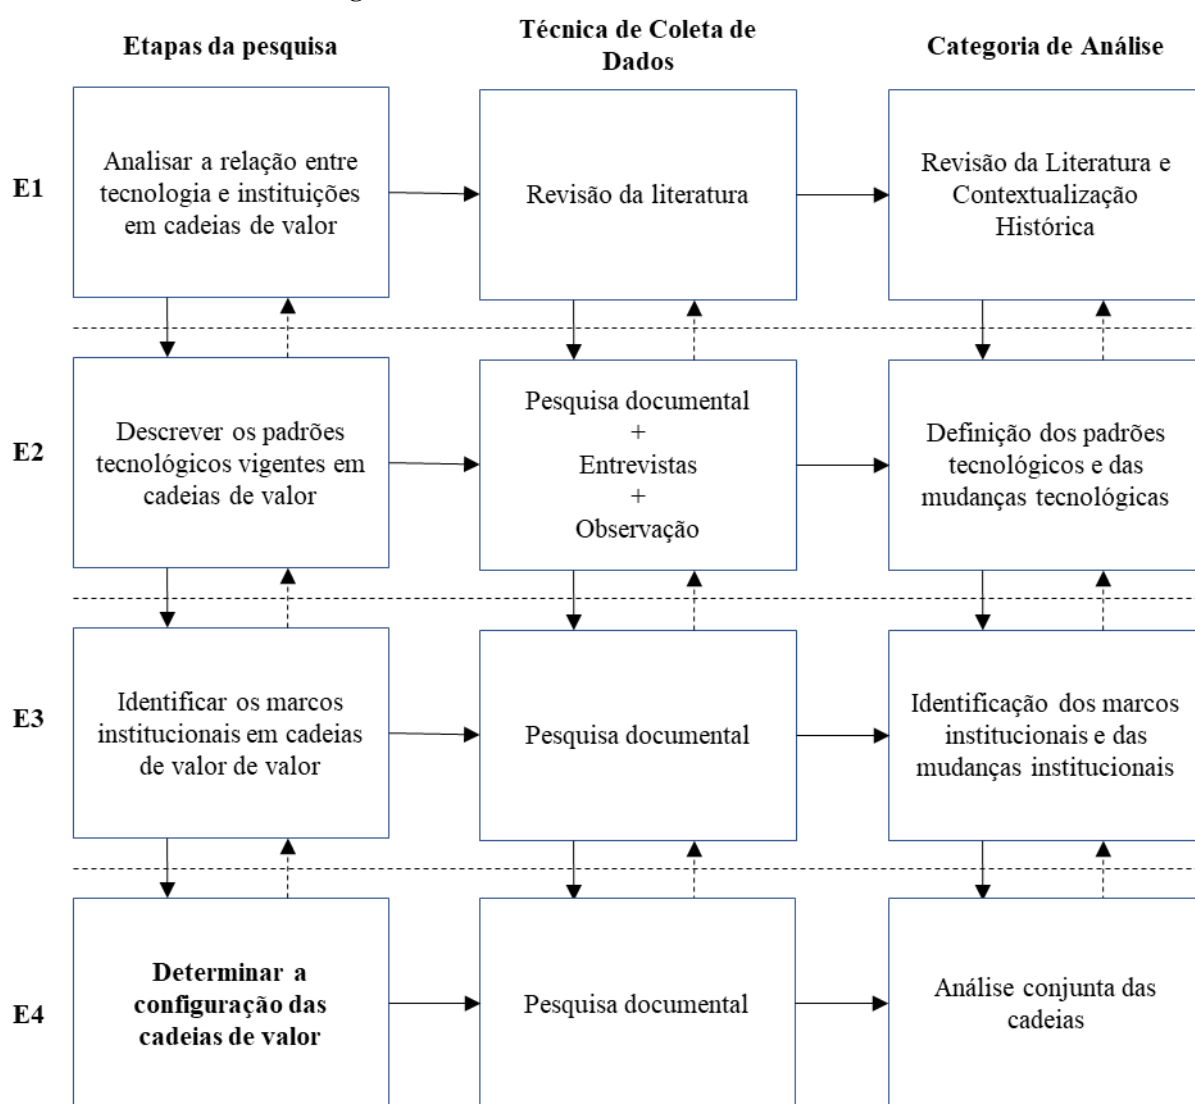 Etapas da pesquisa
Técnica de Coleta de
Dados
Categoria de Análise
E1
Analisar a relação entre
tecnologia e instituições
em cadeias de valor
Revisão da literatura
Revisão da Literatura e
Contextualização
Histórica
E2
Descrever os padrões
tecnológicos vigentes em
cadeias de valor
Pesquisa documental
+
Entrevistas
+
Observação
Definição dos padrões
tecnológicos e das
mudanças tecnológicas
E3
Identificar os marcos
institucionais em cadeias
de valor de valor
Pesquisa documental
Identificação dos marcos
institucionais e das
mudanças institucionais
E4
Determinar a
configuração das
cadeias de valor
Pesquisa documental
Análise conjunta das
cadeias